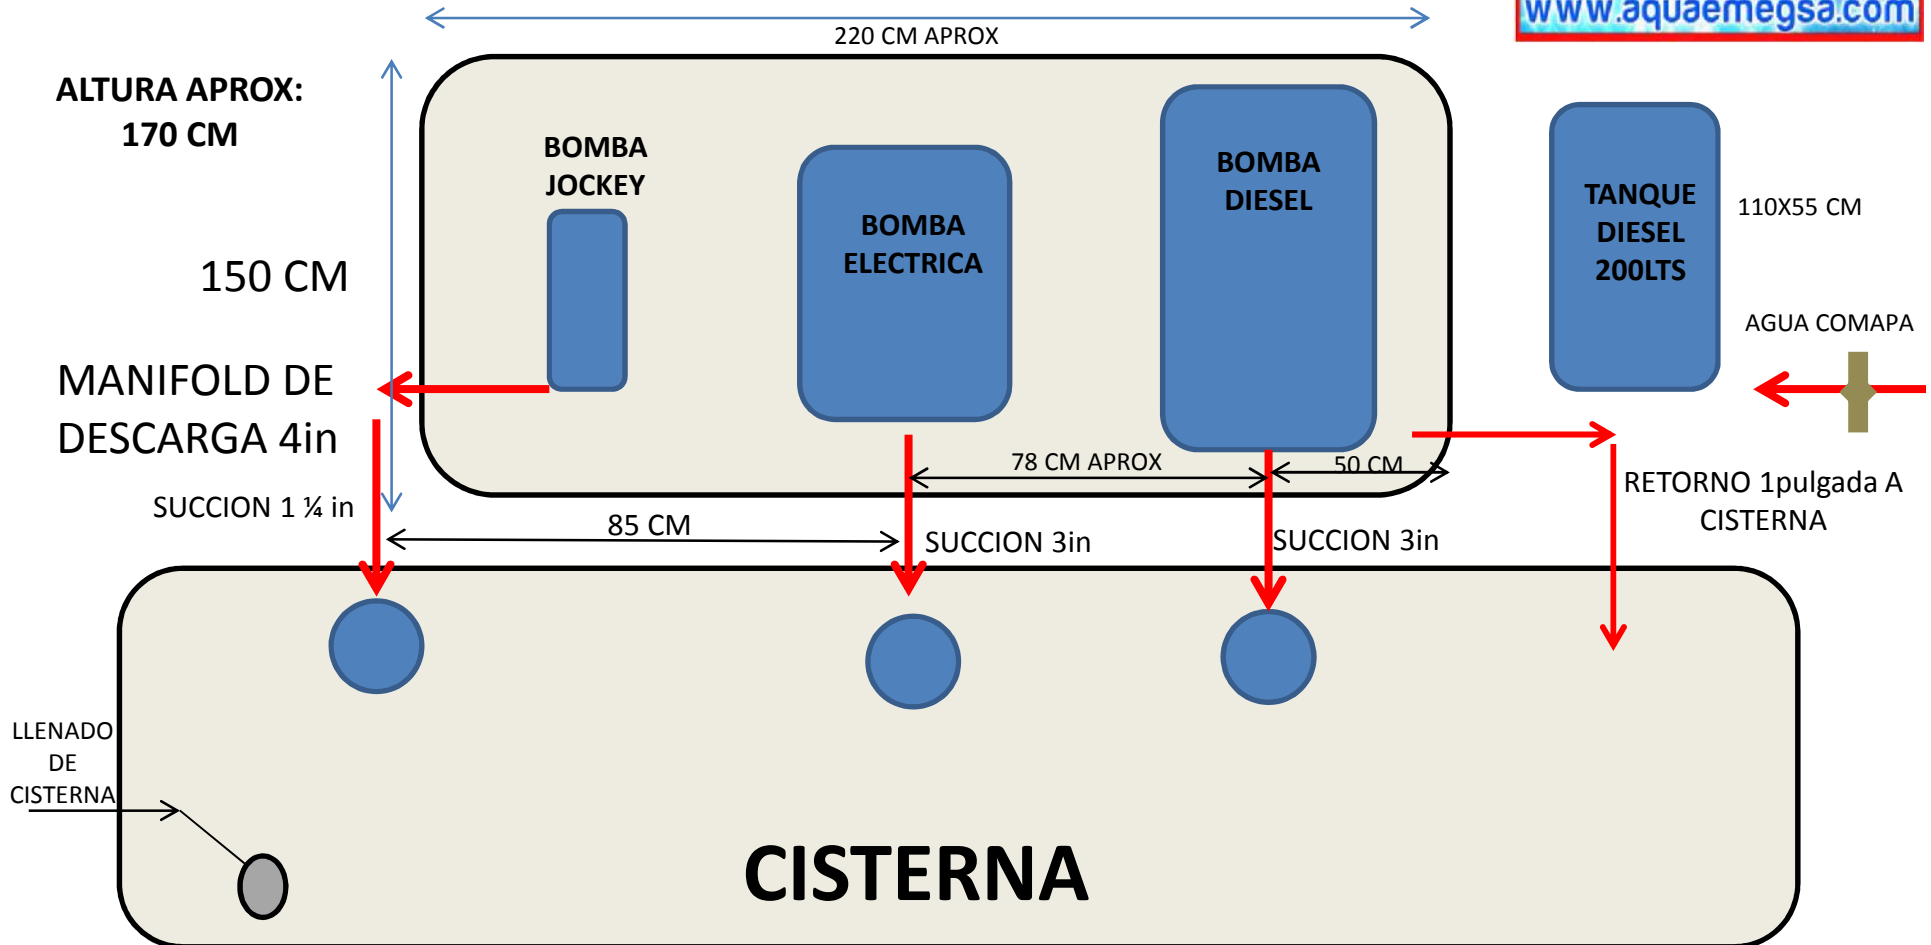 www.aquaemegsa.com
220 CM APROX
ALTURA APROX:
170 CM
BOMBA
JOCKEY
BOMBA
ELECTRICA
BOMBA
DIESEL
TANQUE
DIESEL
200LTS
110X55 CM
150 CM
AGUA COMAPA
MANIFOLD DE
DESCARGA 4in
78 CM APROX
50 CM
RETORNO 1pulgada A
CISTERNA
SUCCION 1 ¼ in
85 CM
SUCCION 3in
SUCCION 3in
LLENADO
DE
CISTERNA
CISTERNA